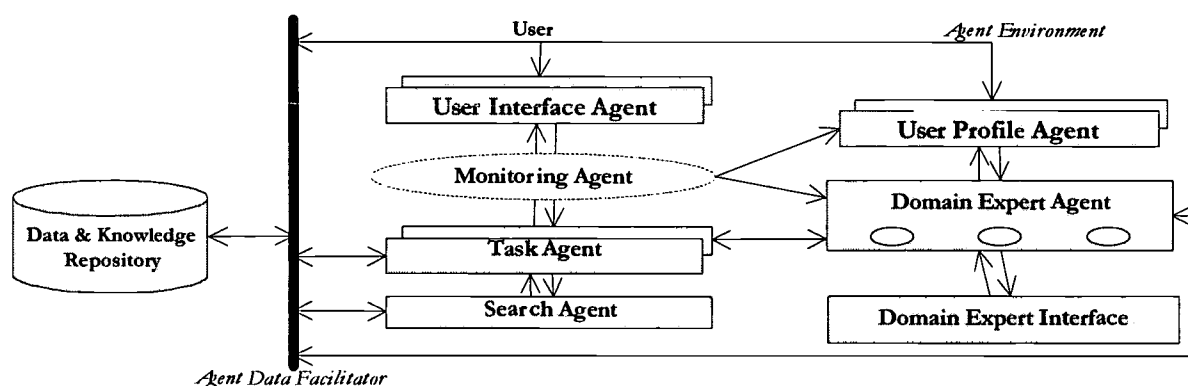 User
Agent Environment
User Interface Agent
User Profile Agent
Monitoring Agent
Domain Expert Agent
Data & Knowledge
Repository
Task Agent
Search Agent
Domain Expert Interface
Agent Data Facilitator